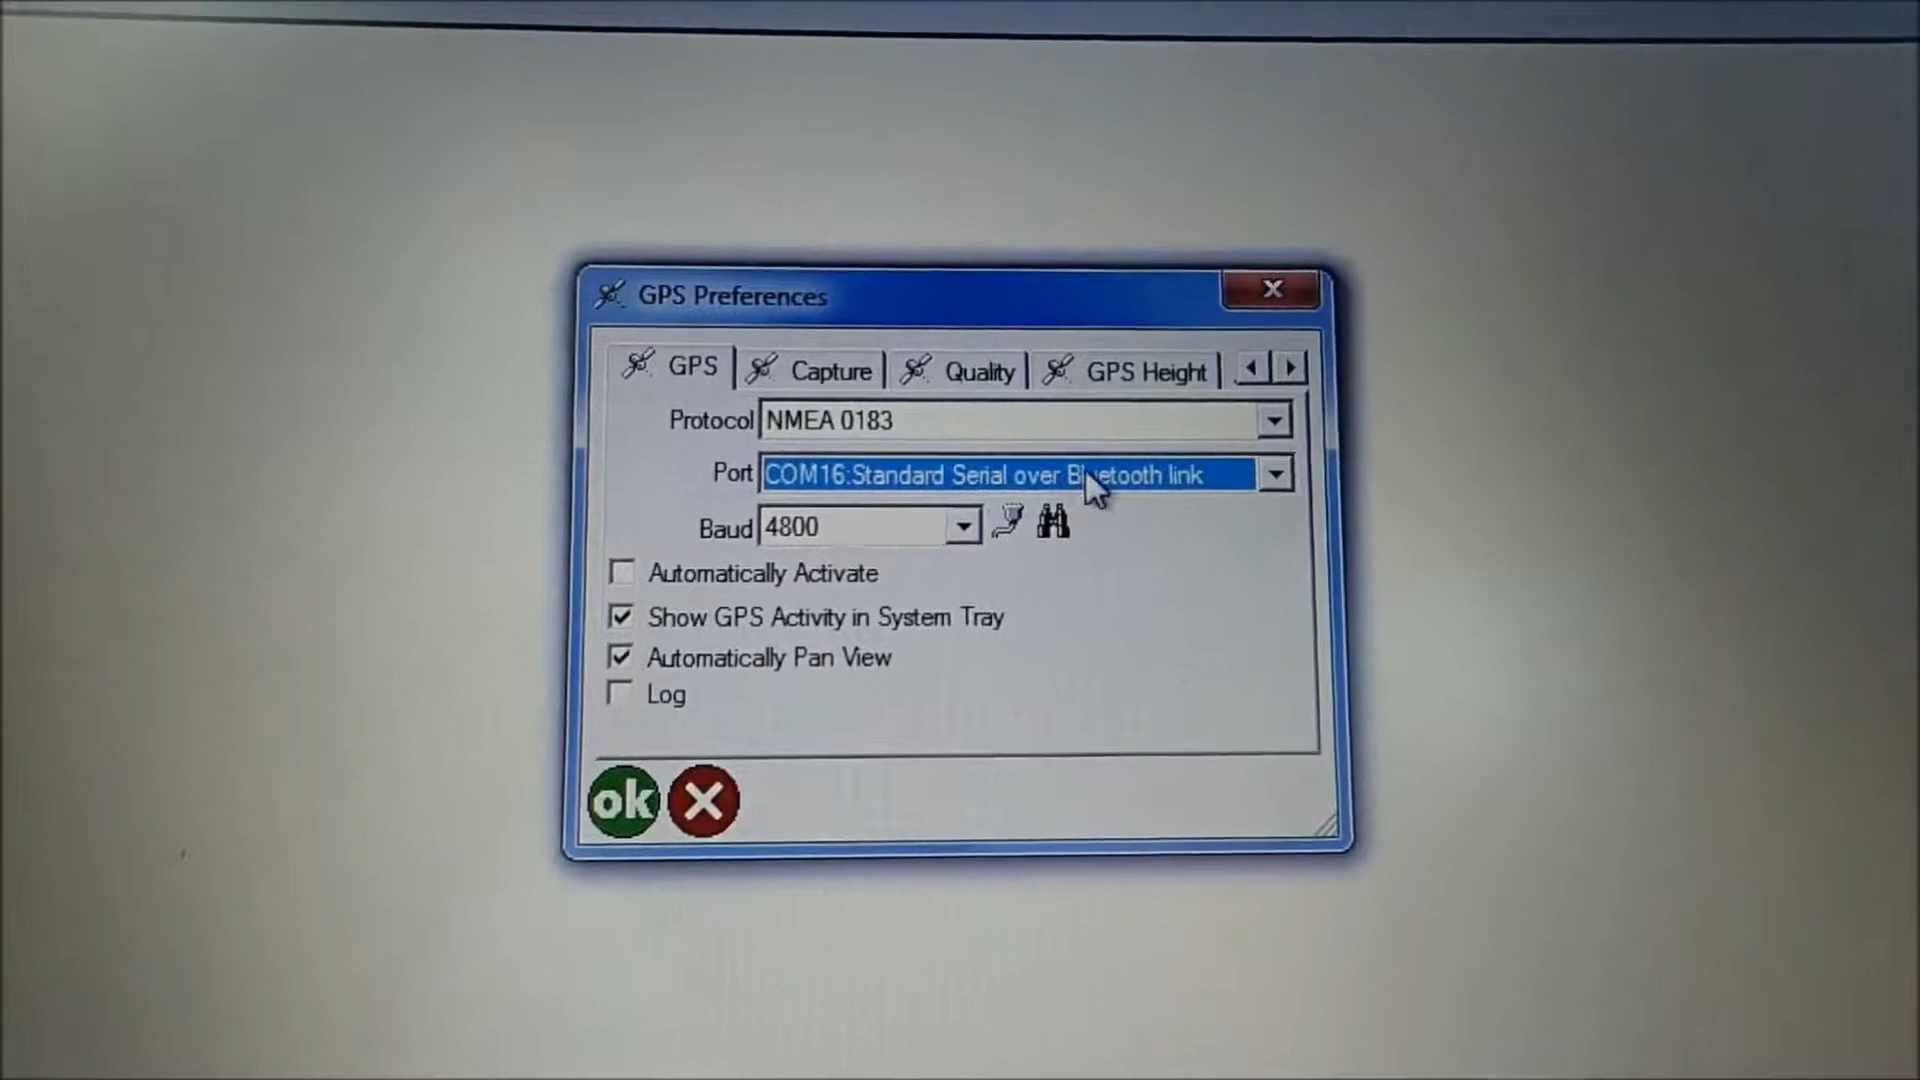 GPS Preferences
GPS Capture Quality GPS Height
Protocol NMEA 0183
Port COM16:Standard Serial over Bluetooth link
Baud 4800
Automatically Activate
Show GPS Activity in System Tray
Automatically Pan View
Log
ok